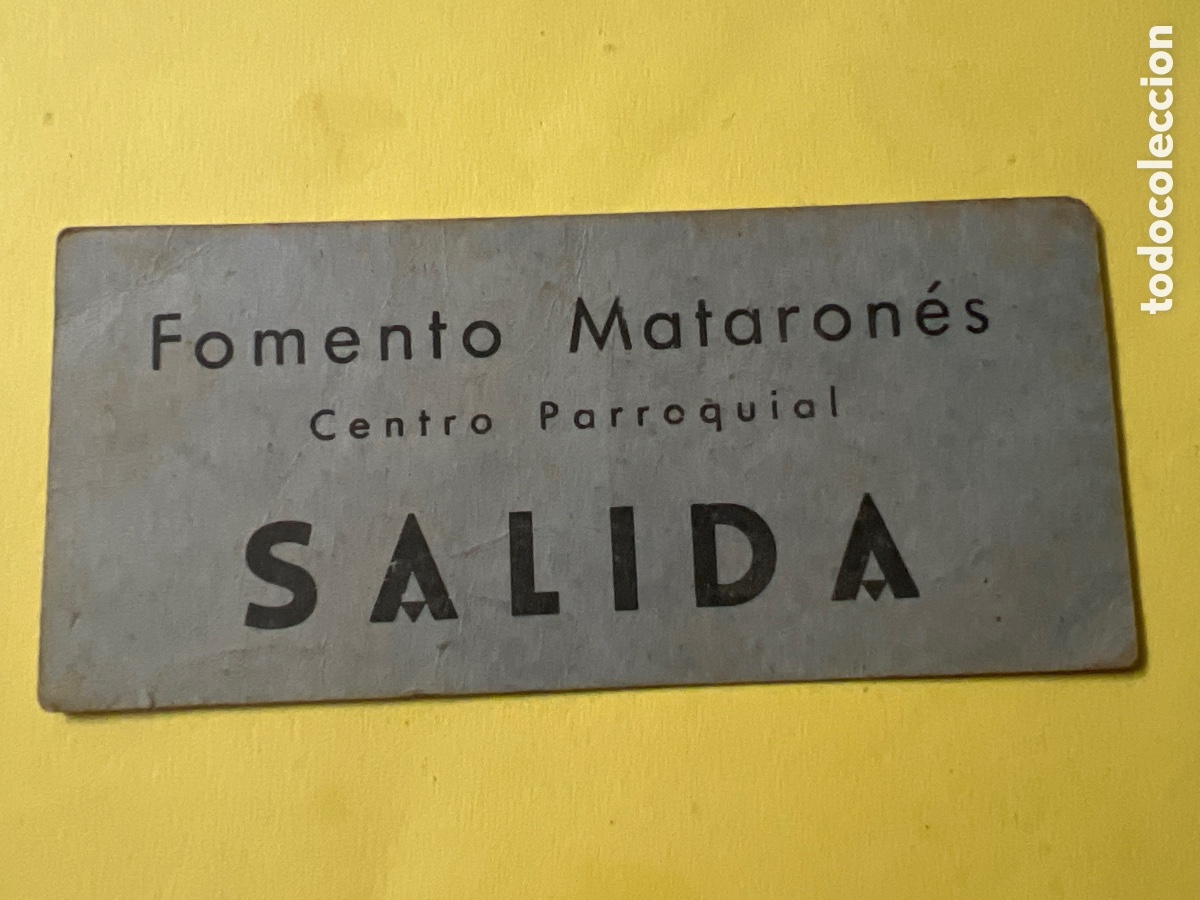 Fomento Mataronés
Centro Parroquial
SALIDA
todocoleccion